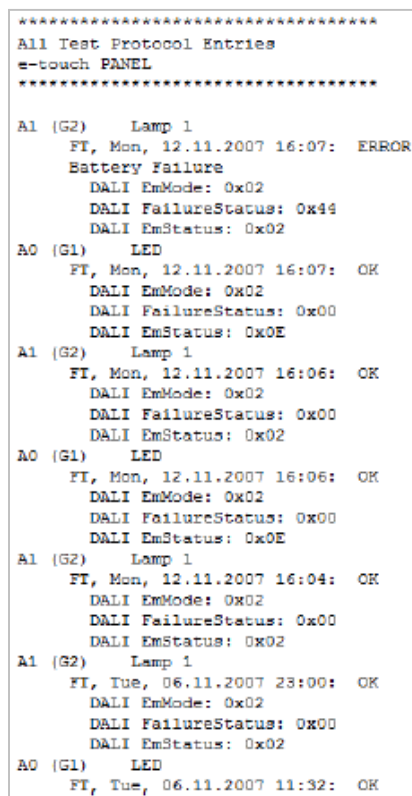 ***********************************
All Test Protocol Entries
e-touch PANEL
***********************************
A1 (G2) Lamp 1
FT, Mon, 12.11.2007 16:07: ERROR
Battery Failure
DALI EmMode: 0x02
DALI FailureStatus: 0x44
DALI EmStatus: 0x02
A0 (G1) LED
FT, Mon, 12.11.2007 16:07: OK
DALI EmMode: 0x02
DALI FailureStatus: 0x00
DALI EmStatus: 0x0E
A1 (G2) Lamp 1
FT, Mon, 12.11.2007 16:06: OK
DALI EmMode: 0x02
DALI FailureStatus: 0x00
DALI EmStatus: 0x02
A0 (G1) LED
FT, Mon, 12.11.2007 16:06: OK
DALI EmMode: 0x02
DALI FailureStatus: 0x00
DALI EmStatus: 0x0E
A1 (G2) Lamp 1
FT, Mon, 12.11.2007 16:04: OK
DALI EmMode: 0x02
DALI FailureStatus: 0x00
DALI EmStatus: 0x02
A1 (G2) Lamp 1
FT, Tue, 06.11.2007 23:00: OK
DALI EmMode: 0x02
DALI FailureStatus: 0x00
DALI EmStatus: 0x02
A0 (G1) LED
FT, Tue, 06.11.2007 11:32: OK